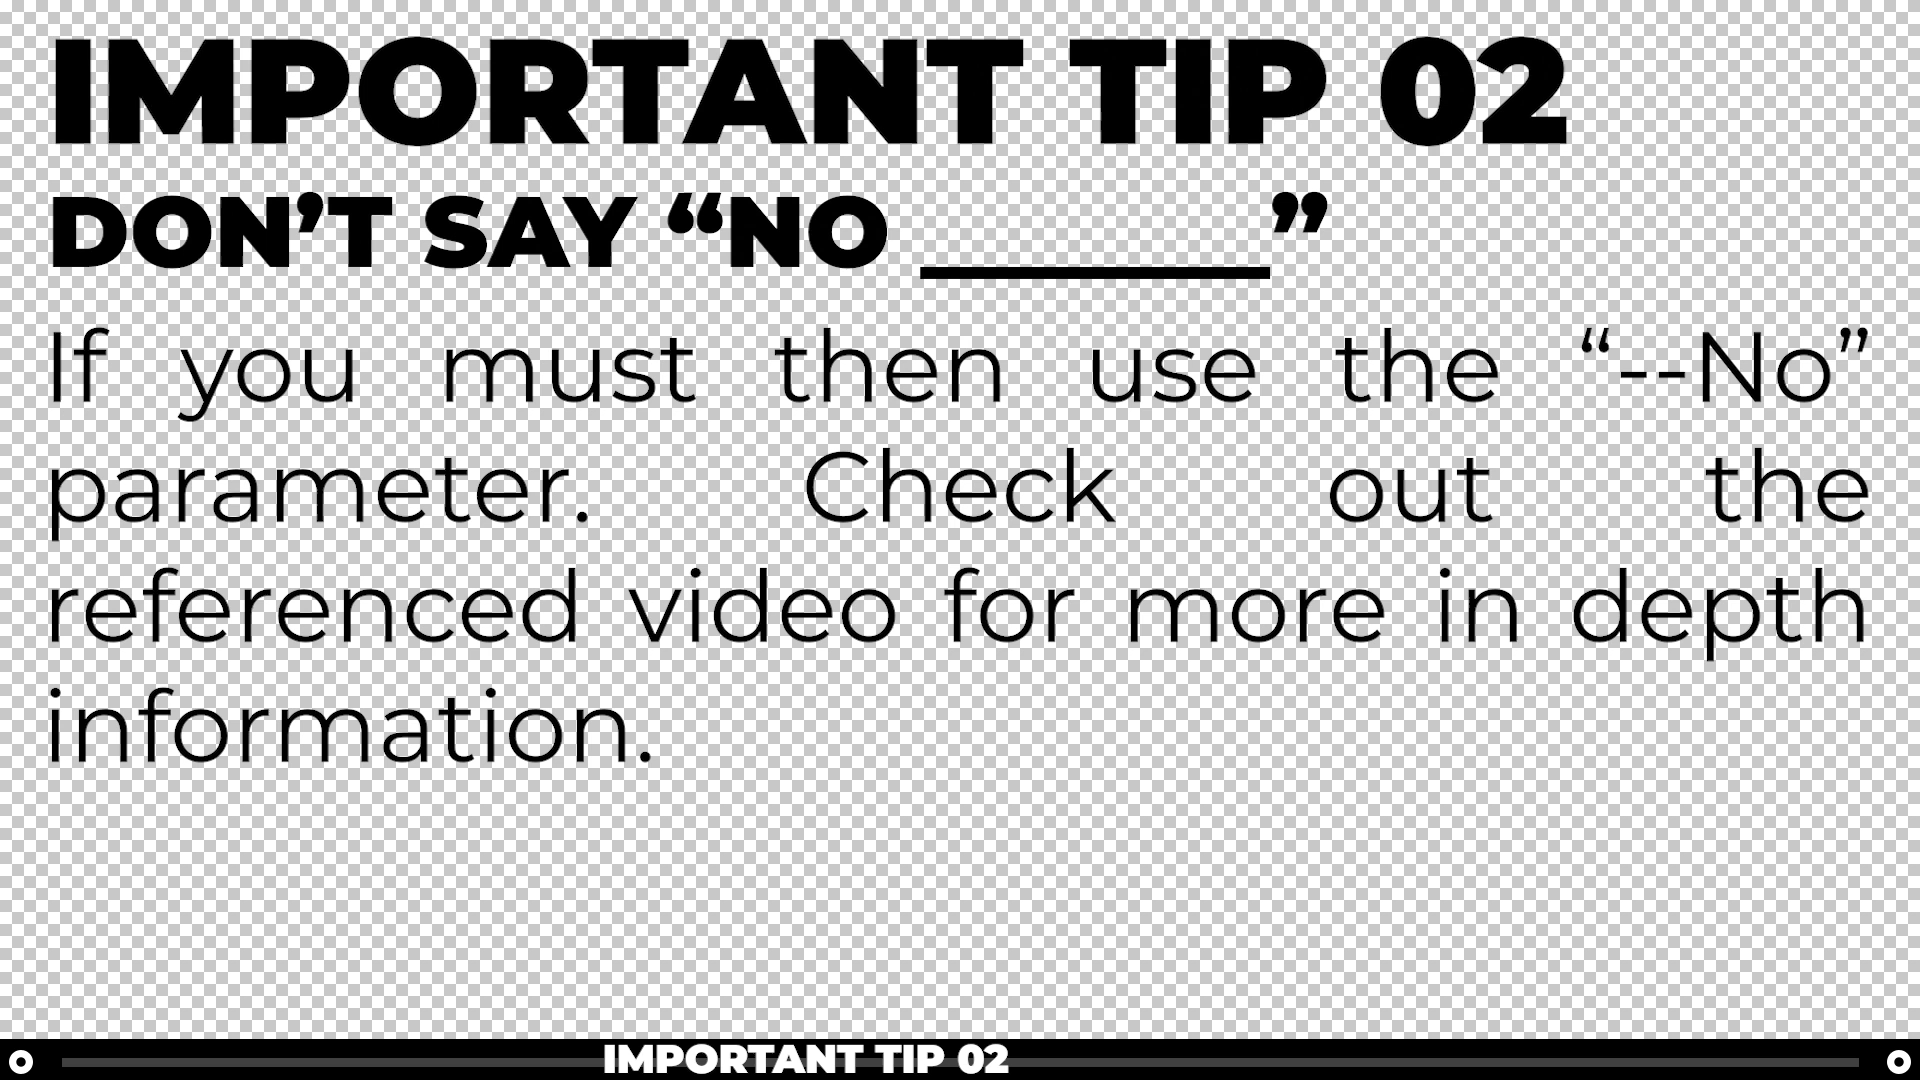 IMPORTANT TIP 02
DON’T SAY “NO ________”
If you must then use the “--No”
parameter. Check out the
referenced video for more in depth
information.
IMPORTANT TIP 02